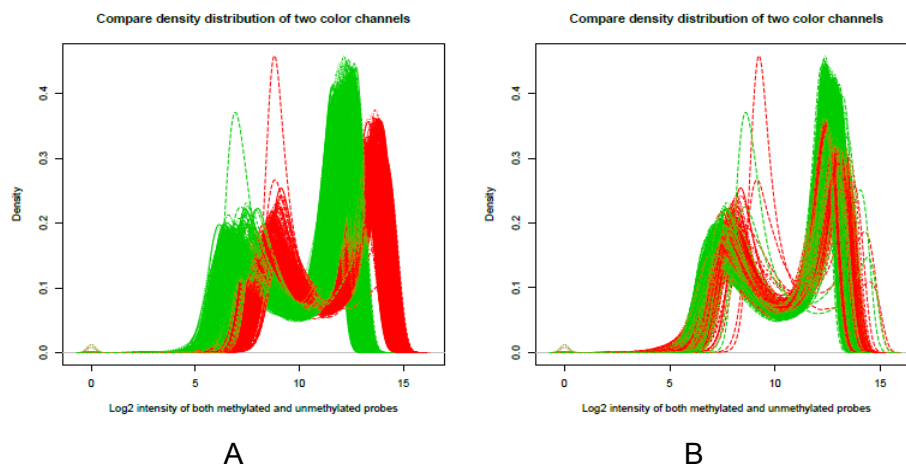 Compare density distribution of two color channels
Density
0.0
0.1
0.2
0.3
0.4
0
5
10
15
Log2 intensity of both methylated and unmethylated probes
A
Compare density distribution of two color channels
Density
0.0
0.1
0.2
0.3
0.4
0
5
10
15
Log2 intensity of both methylated and unmethylated probes
B